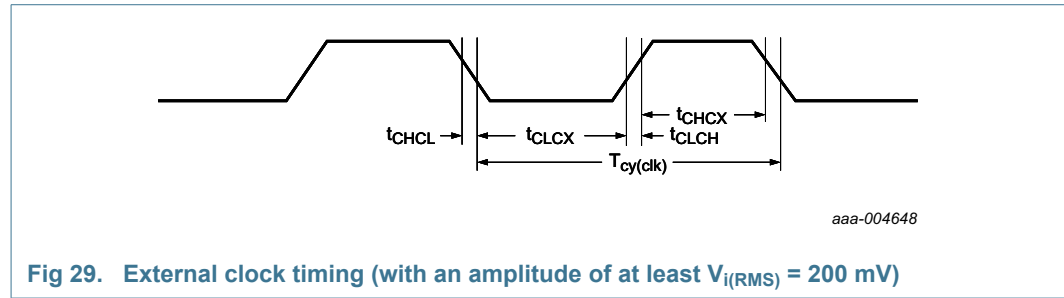 tCHCX
tCHCL
tCLCX
tCLCH
Tcy(clk)
aaa-004648
Fig 29. External clock timing (with an amplitude of at least Vi(RMS) = 200 mV)